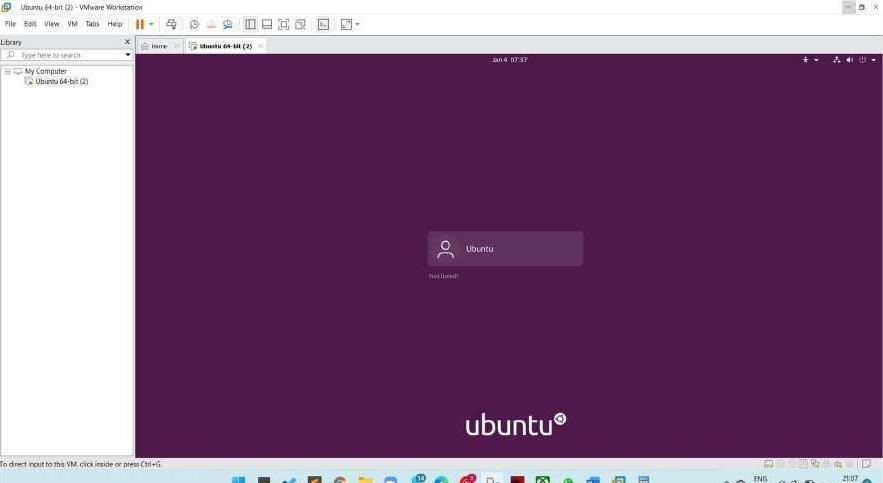 Ubuntu 64-bit (2) - VMware Workstation
File Edit View VM Tabs Help
Library X
Home
Ubuntu 64-bit (2)
Type here to search
My Computer
Ubuntu 64-bit (2)
Jan 4 07:37
Ubuntu
Not listed?
ubuntu
To direct input to this VM, click inside or press Ctrl+G.
ENG
21:07